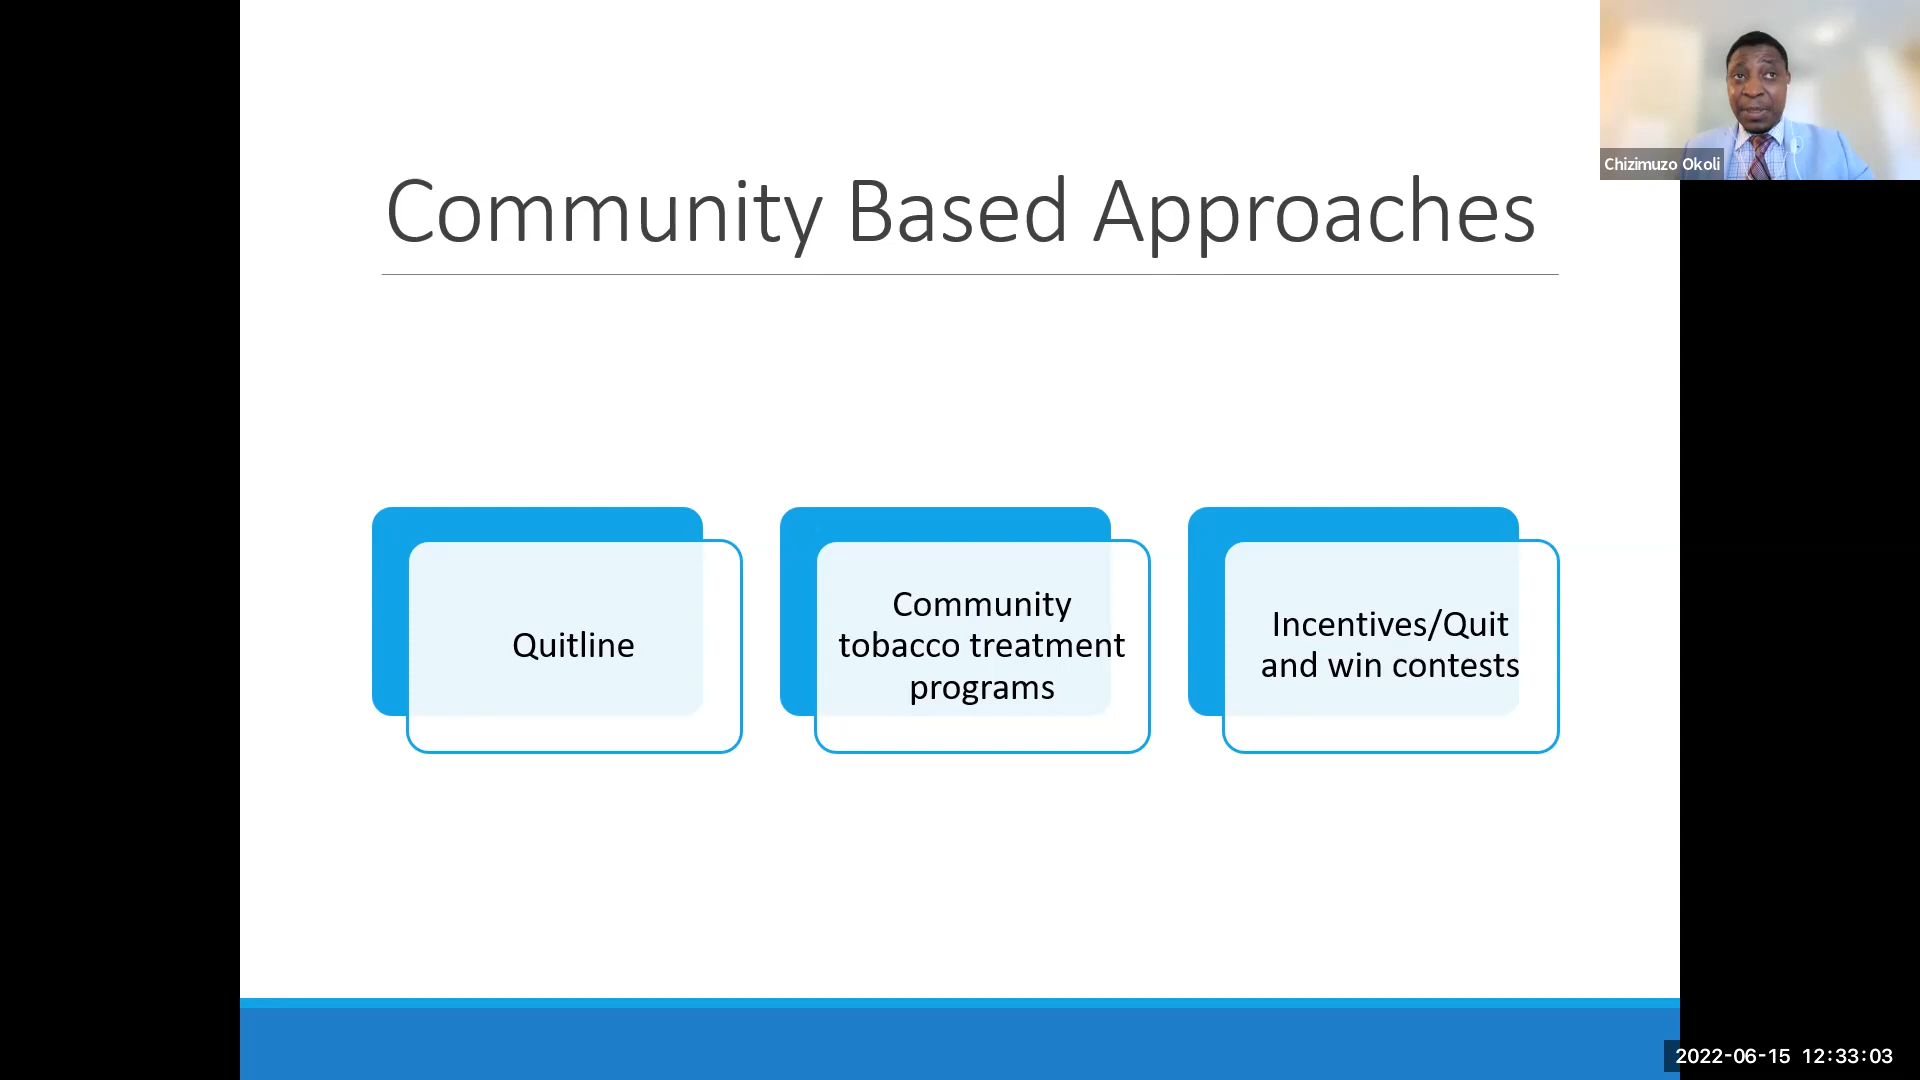 Chizimuzo Okoli
Community Based Approaches
Quitline
Community
tobacco treatment
programs
Incentives/Quit
and win contests
2022-06-15 12:33:03